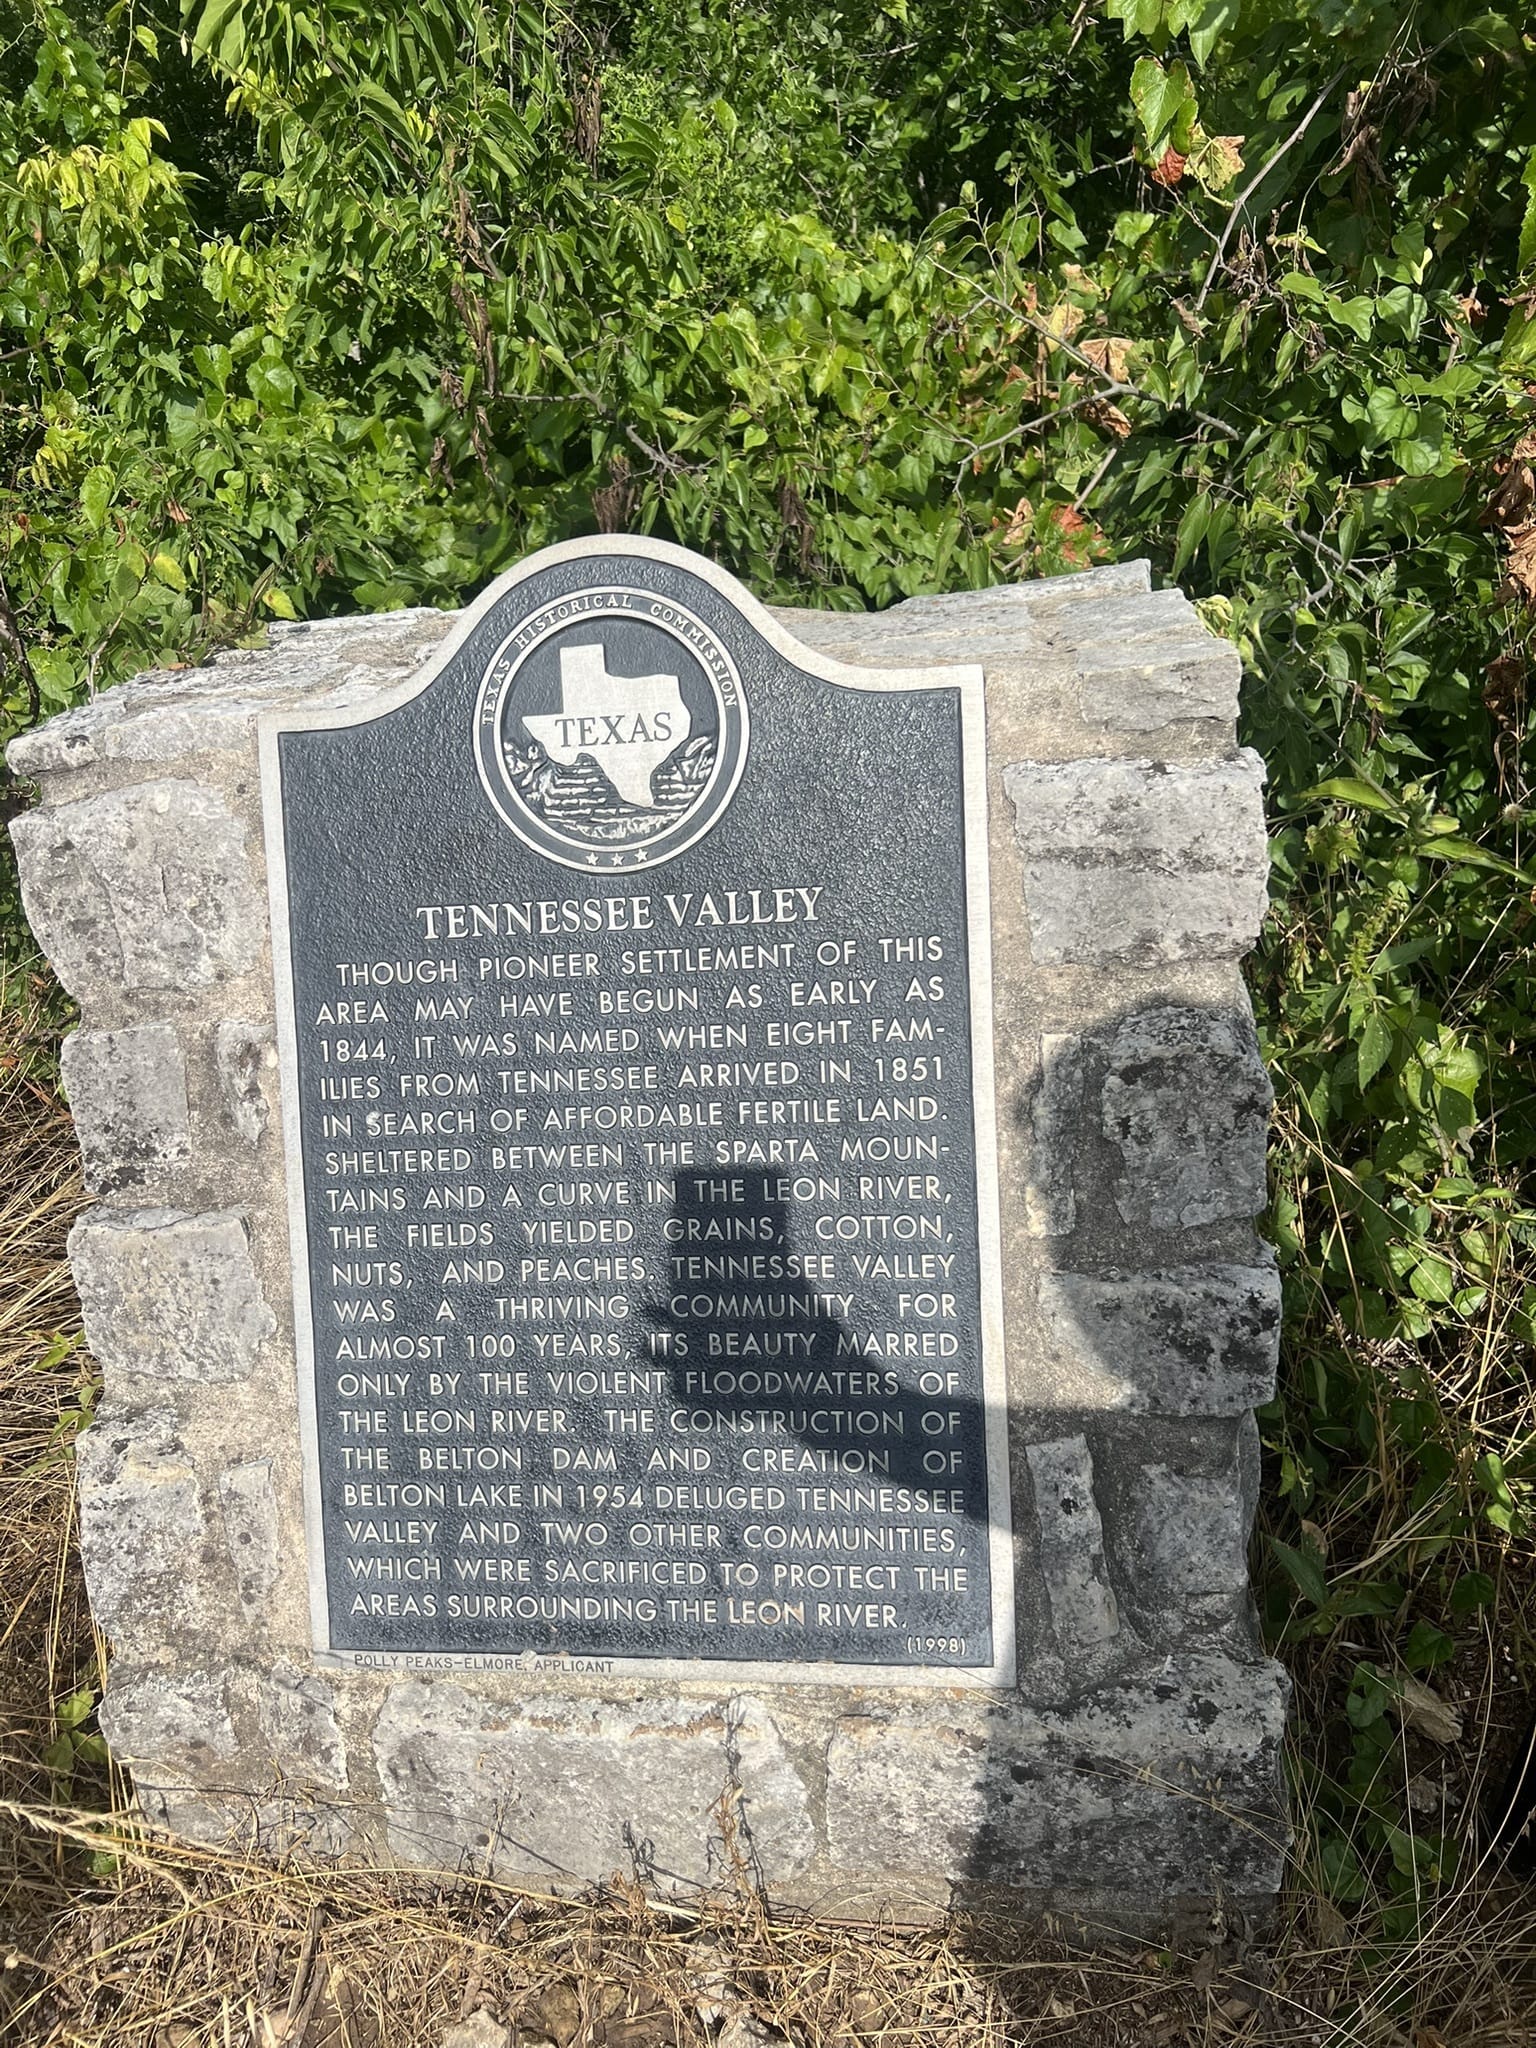 TEXAS HISTORICAL COMMISSION
TEXAS
TENNESSEE VALLEY
THOUGH PIONEER SETTLEMENT OF THIS
AREA MAY HAVE BEGUN AS EARLY AS
1844, IT WAS NAMED WHEN EIGHT FAM-
ILIES FROM TENNESSEE ARRIVED IN 1851
IN SEARCH OF AFFORDABLE FERTILE LAND.
SHELTERED BETWEEN THE SPARTA MOUN-
TAINS AND A CURVE IN THE LEON RIVER,
THE FIELDS YIELDED GRAINS, COTTON,
NUTS, AND PEACHES. TENNESSEE VALLEY
WAS A THRIVING COMMUNITY FOR
ALMOST 100 YEARS, ITS BEAUTY MARRED
ONLY BY THE VIOLENT FLOODWATERS OF
THE LEON RIVER. THE CONSTRUCTION OF
THE BELTON DAM AND CREATION OF
BELTON LAKE IN 1954 DELUGED TENNESSEE
VALLEY AND TWO OTHER COMMUNITIES,
WHICH WERE SACRIFICED TO PROTECT THE
AREAS SURROUNDING THE LEON RIVER.
(1998)
POLLY PEAKS-ELMORE, APPLICANT